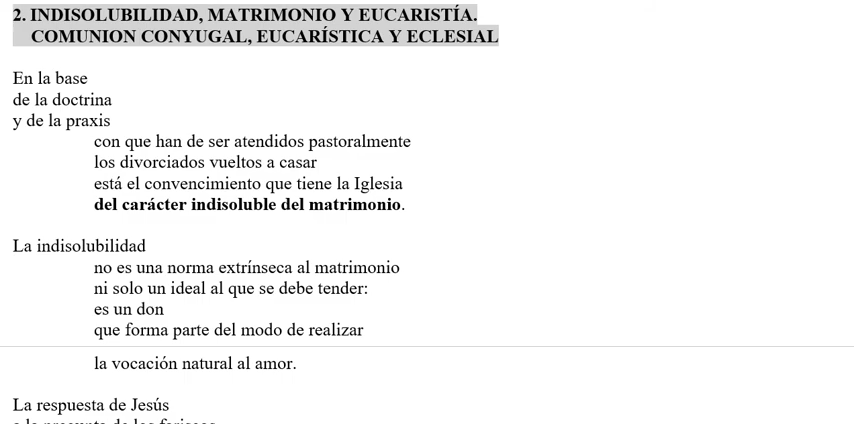 2. INDISOLUBILIDAD, MATRIMONIO Y EUCARISTÍA.
COMUNION CONYUGAL, EUCARÍSTICA Y ECLESIAL
En la base
de la doctrina
y de la praxis
con que han de ser atendidos pastoralmente
los divorciados vueltos a casar
está el convencimiento que tiene la Iglesia
del carácter indisoluble del matrimonio.
La indisolubilidad
no es una norma extrínseca al matrimonio
ni solo un ideal al que se debe tender:
es un don
que forma parte del modo de realizar
la vocación natural al amor.
La respuesta de Jesús